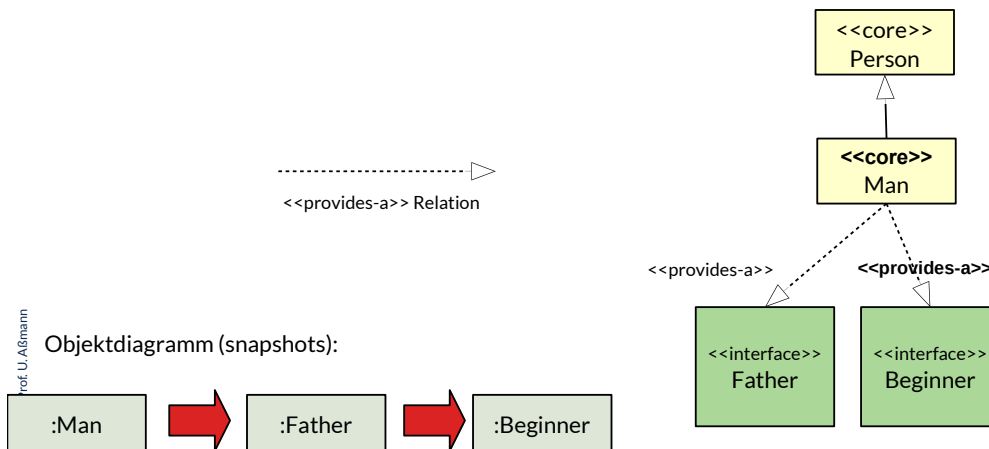 <<core>>
Person
<<core>>
Man
<<provides-a>> Relation
<<provides-a>>
<<provides-a>>
Prof. U. Aßmann
Objektdiagramm (snapshots):
<<interface>>
Father
<<interface>>
Beginner
:Man
:Father
:Beginner